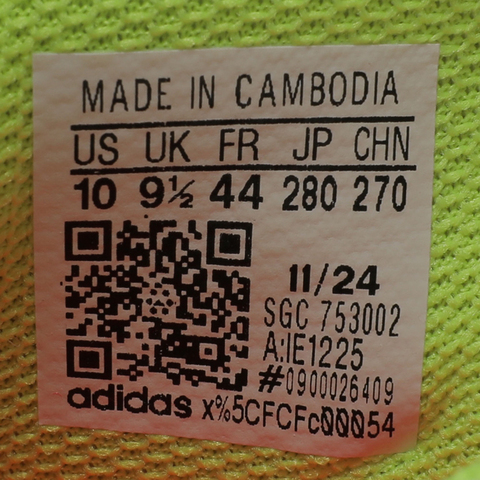 MADE IN CAMBODIA
US UK FR JP CHN
10 9½ 44 280 270
11/24
SGC 753002
A:IE1225
#0900026409
adidas x%5CFCFc00054